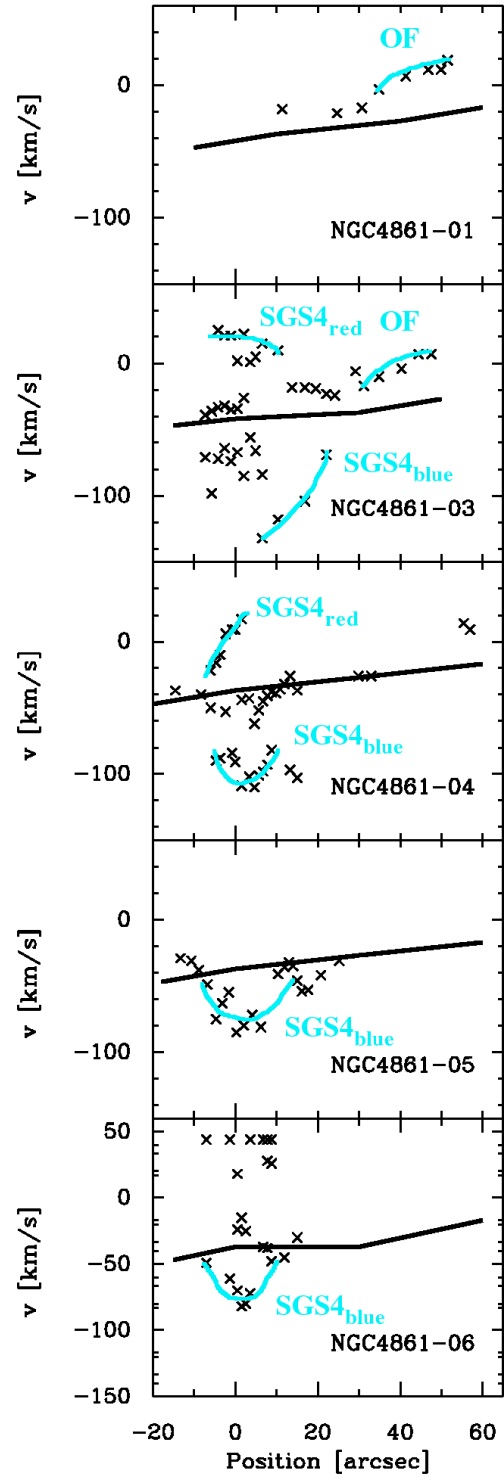 OF
0
-100
v [km/s]
NGC4861-01
SGS4red
OF
0
-100
v [km/s]
SGS4blue
NGC4861-03
SGS4red
0
-100
v [km/s]
SGS4blue
NGC4861-04
0
-100
v [km/s]
SGS4blue
NGC4861-05
50
0
-50
-100
-150
v [km/s]
SGS4blue
NGC4861-06
-20 0 20 40 60
Position [arcsec]